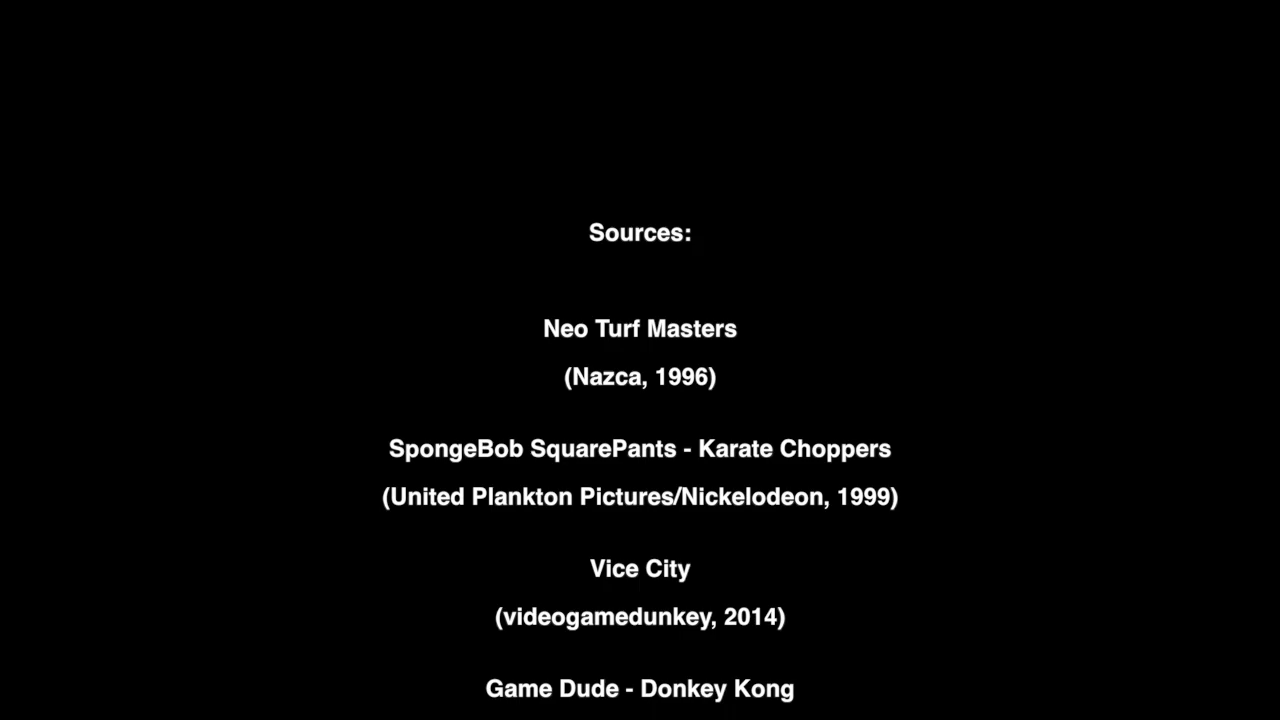 Sources:
Neo Turf Masters
(Nazca, 1996)
SpongeBob SquarePants - Karate Choppers
(United Plankton Pictures/Nickelodeon, 1999)
Vice City
(videogamedunkey, 2014)
Game Dude - Donkey Kong